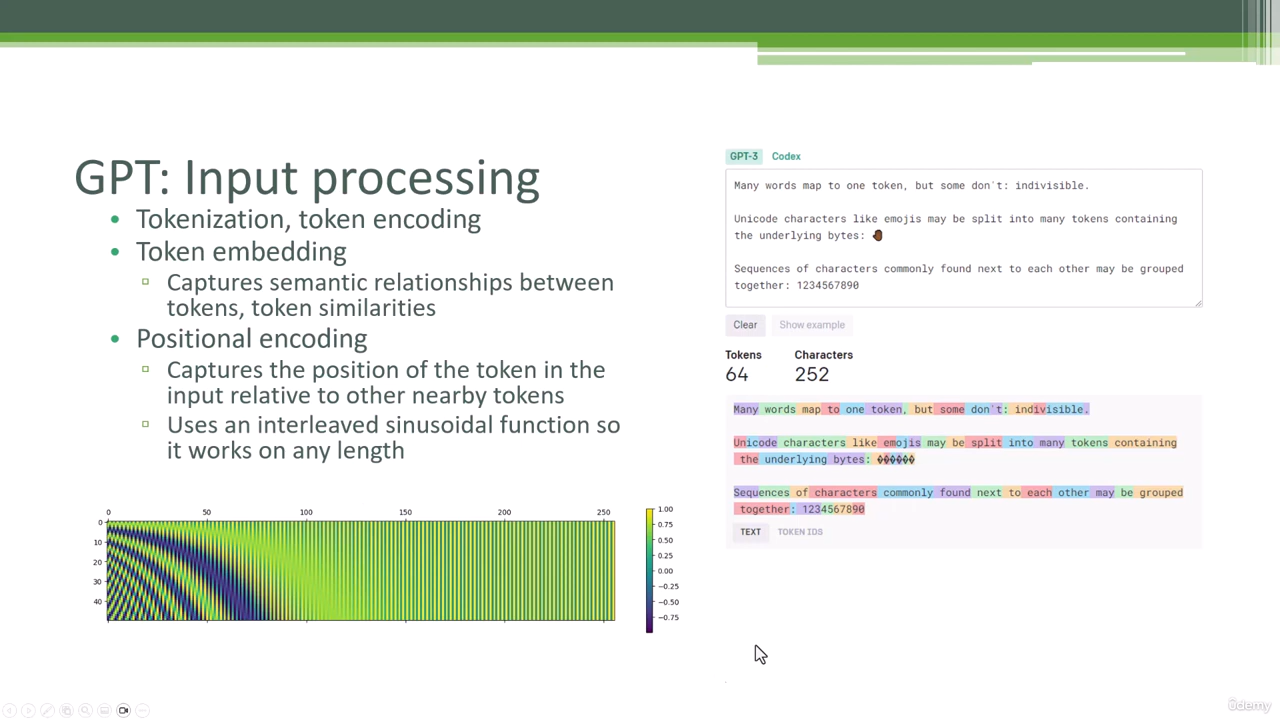 GPT: Input processing
• Tokenization, token encoding
• Token embedding
▫ Captures semantic relationships between
tokens, token similarities
• Positional encoding
▫ Captures the position of the token in the
input relative to other nearby tokens
▫ Uses an interleaved sinusoidal function so
it works on any length
0 50 100 150 200 250
0
10
20
30
40
1.00
0.75
0.50
0.25
0.00
−0.25
−0.50
−0.75
GPT-3 Codex
Many words map to one token, but some don't: indivisible.
Unicode characters like emojis may be split into many tokens containing
the underlying bytes: 🤚🏾
Sequences of characters commonly found next to each other may be grouped
together: 1234567890
Clear Show example
Tokens Characters
64 252
Many words map to one token, but some don't: indivisible.
Unicode characters like emojis may be split into many tokens containing
the underlying bytes: ������
Sequences of characters commonly found next to each other may be grouped
together: 1234567890
TEXT TOKEN IDS
ûdemy